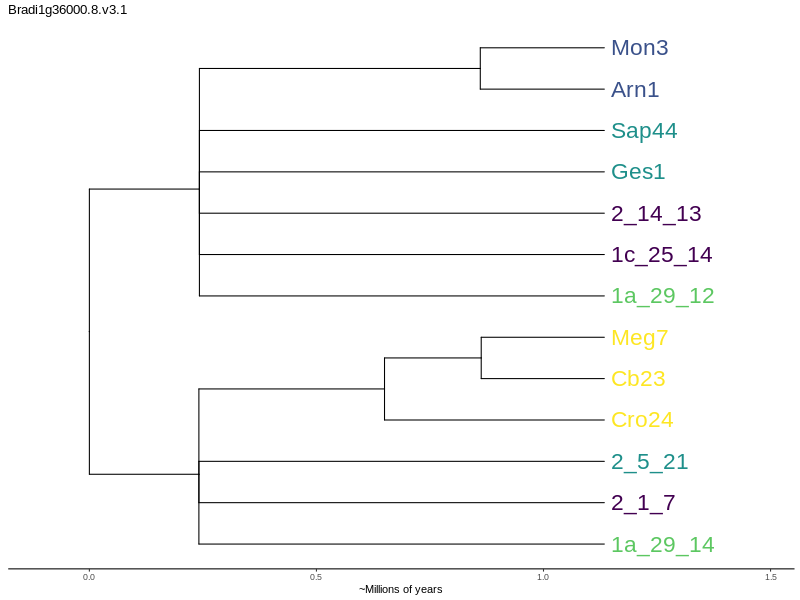 Bradi1g36000.8.v3.1
Mon3
Arn1
Sap44
Ges1
2_14_13
1c_25_14
1a_29_12
Meg7
Cb23
Cro24
2_5_21
2_1_7
1a_29_14
0.0 0.5 1.0 1.5
~Millions of years